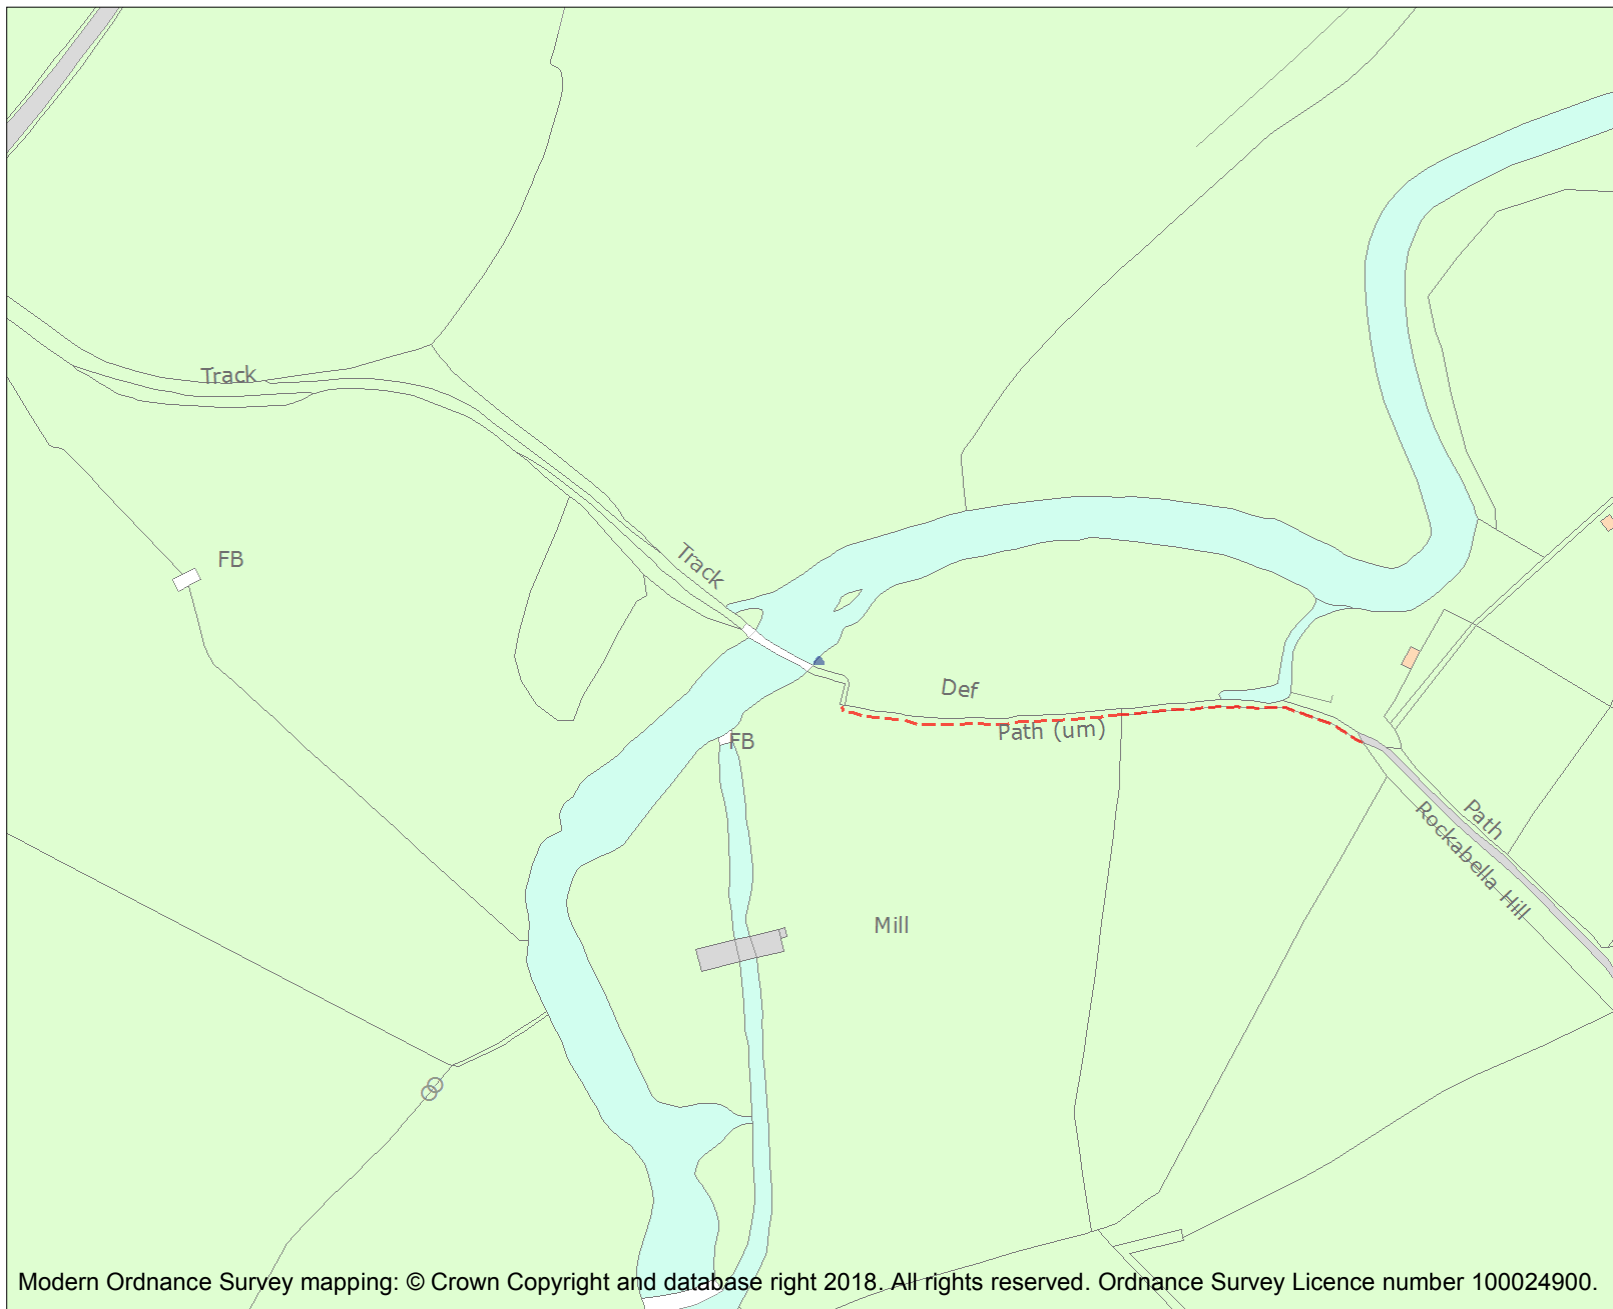 Track
FB
Track
Def
Path (um)
FB
Path
Rockabella Hill
Mill
Modern Ordnance Survey mapping: © Crown Copyright and database right 2018. All rights reserved. Ordnance Survey Licence number 100024900.